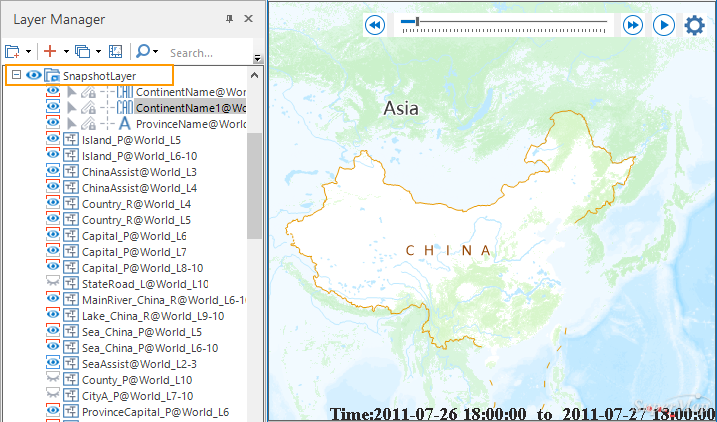 Layer Manager
Search...
SnapshotLayer
ContinentName@Wor
ContinentName1@Wo
ProvinceName@World
Island_P@World_L5
Island_P@World_L6-10
ChinaAssist@World_L3
ChinaAssist@World_L4
Country_R@World_L4
Country_R@World_L5
Capital_P@World_L6
Capital_P@World_L7
Capital_P@World_L8-10
StateRoad_L@World_L10
MainRiver_China_R@World_L6-10
Lake_China_R@World_L9-10
Sea_China_P@World_L5
Sea_China_P@World_L6-10
SeaAssist@World_L2-3
County_P@World_L10
CityA_P@World_L7-10
ProvinceCapital_P@World_L6
Asia
CHINA
Time:2011-07-26 18:00:00 to 2011-07-27 18:00:00